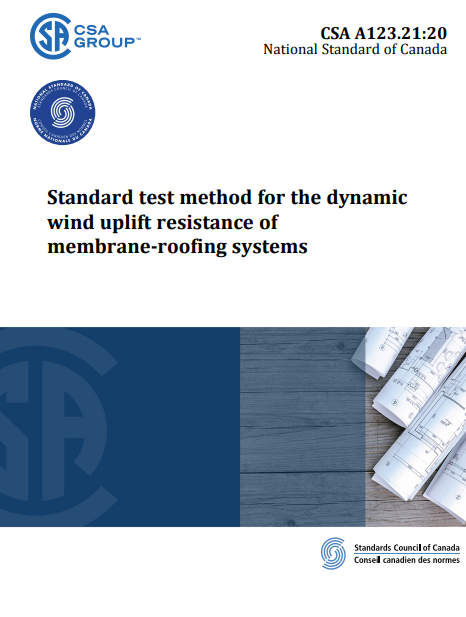 CSA
GROUP™
CSA A123.21:20
National Standard of Canada
NATIONAL STANDARD OF CANADA
NORME NATIONALE DU CANADA
Standard test method for the dynamic
wind uplift resistance of
membrane-roofing systems
CSA
Standards Council of Canada
Conseil canadien des normes